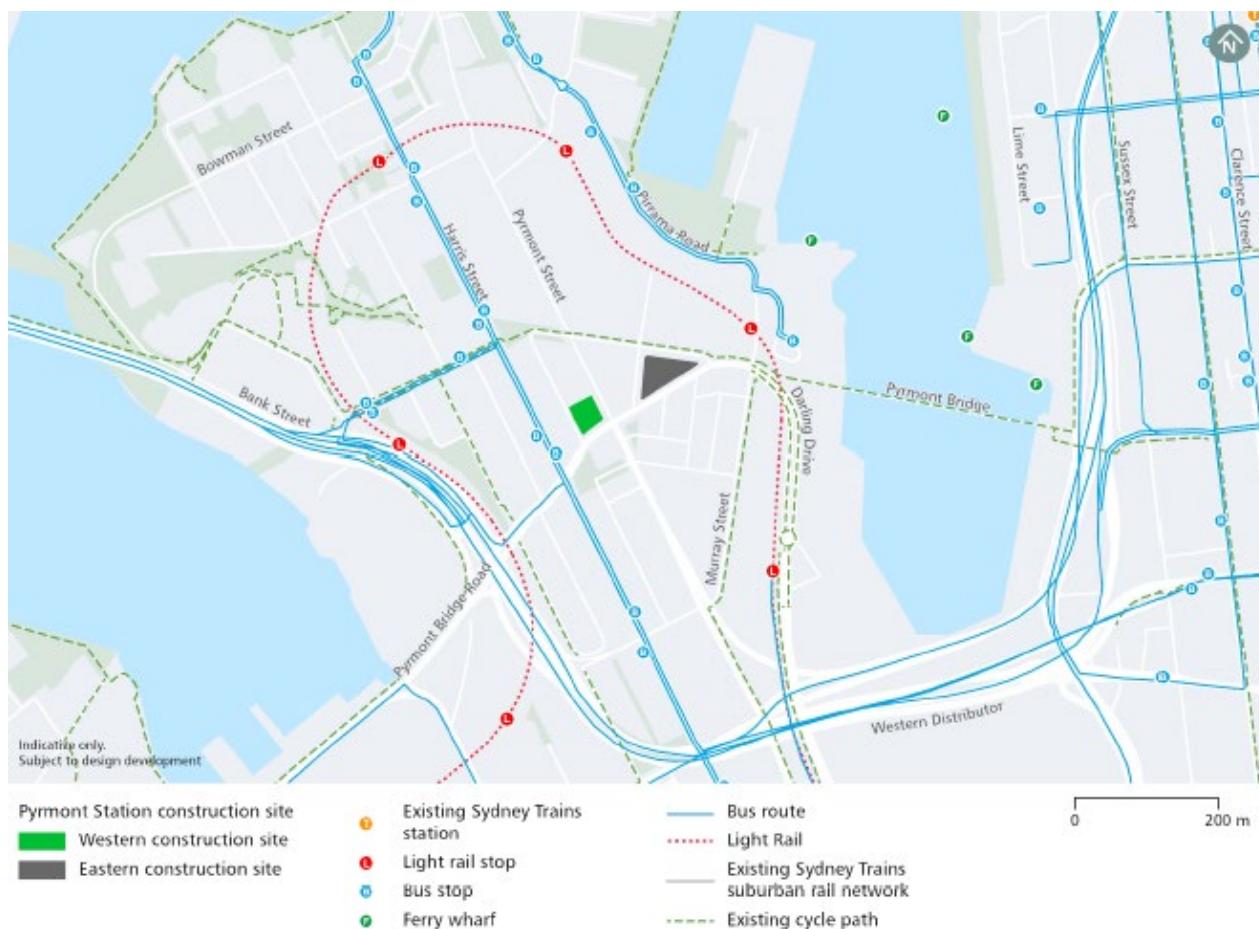 N
Bowman Street
Harris Street
Pyrmont Street
Pirrama Road
Lime Street
Sussex Street
Clarence Street
Bank Street
Pyrmont Bridge
Darling Drive
Murray Street
Pyrmont Bridge Road
Western Distributor
Indicative only.
Subject to design development
Pyrmont Station construction site
Western construction site
Eastern construction site
T Existing Sydney Trains
station
L Light rail stop
B Bus stop
F Ferry wharf
Bus route
Light Rail
Existing Sydney Trains
suburban rail network
Existing cycle path
0 200 m